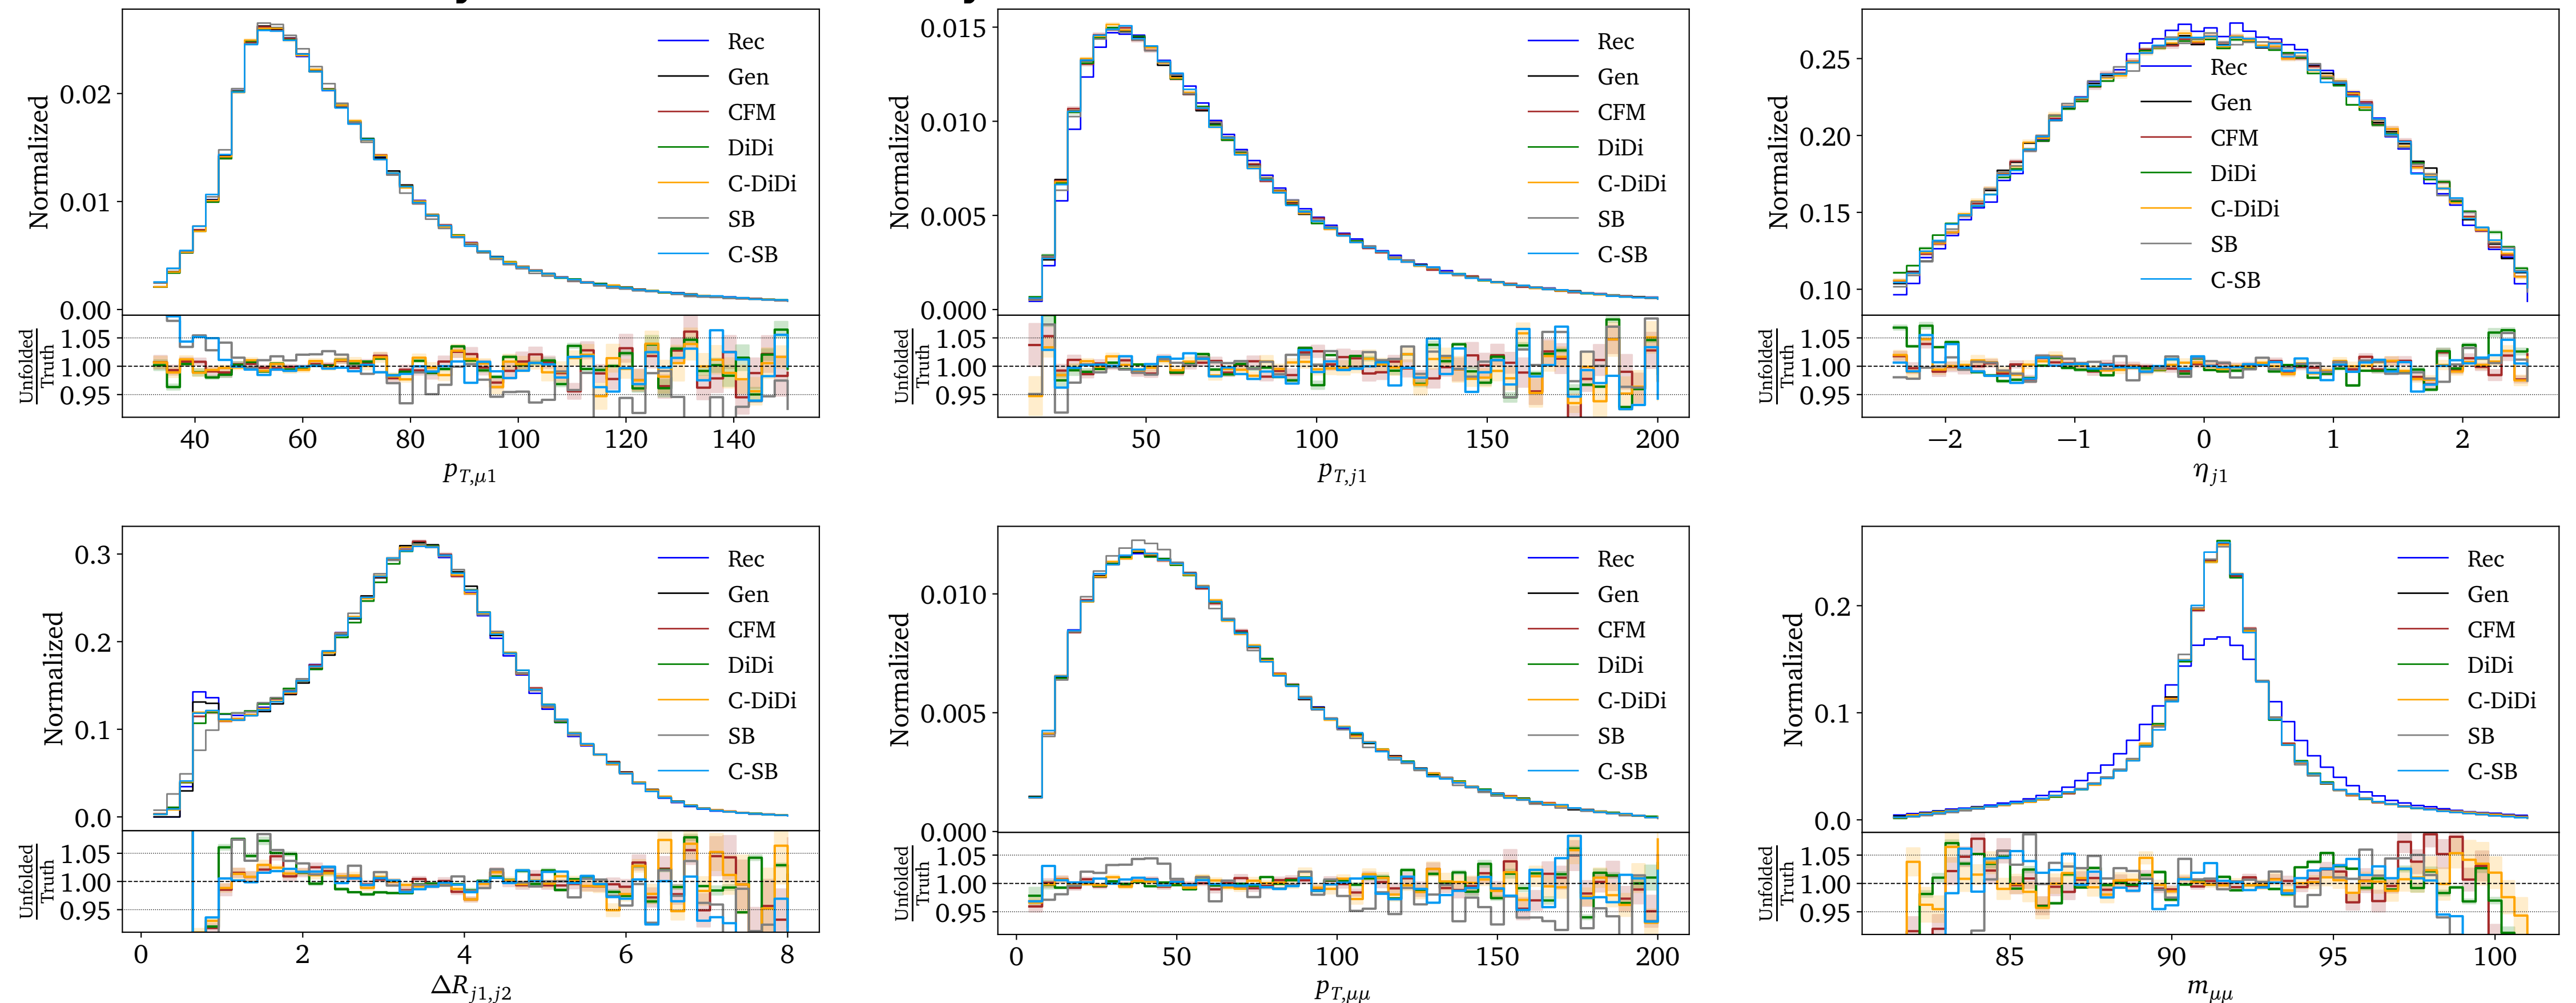 Normalized
0.02
0.01
0.00
Rec
Gen
CFM
DiDi
C-DiDi
SB
C-SB
Unfolded
Truth
1.05
1.00
0.95
40 60 80 100 120 140
p_{T,μ1}
Normalized
0.015
0.010
0.005
0.000
Rec
Gen
CFM
DiDi
C-DiDi
SB
C-SB
Unfolded
Truth
1.05
1.00
0.95
50 100 150 200
p_{T,j1}
Normalized
0.25
0.20
0.15
0.10
Rec
Gen
CFM
DiDi
C-DiDi
SB
C-SB
Unfolded
Truth
1.05
1.00
0.95
−2 −1 0 1 2
η_{j1}
Normalized
0.3
0.2
0.1
0.0
Rec
Gen
CFM
DiDi
C-DiDi
SB
C-SB
Unfolded
Truth
1.05
1.00
0.95
0 2 4 6 8
ΔR_{j1,j2}
Normalized
0.010
0.005
0.000
Rec
Gen
CFM
DiDi
C-DiDi
SB
C-SB
Unfolded
Truth
1.05
1.00
0.95
0 50 100 150 200
p_{T,μμ}
Normalized
0.2
0.1
0.0
Rec
Gen
CFM
DiDi
C-DiDi
SB
C-SB
Unfolded
Truth
1.05
1.00
0.95
85 90 95 100
m_{μμ}